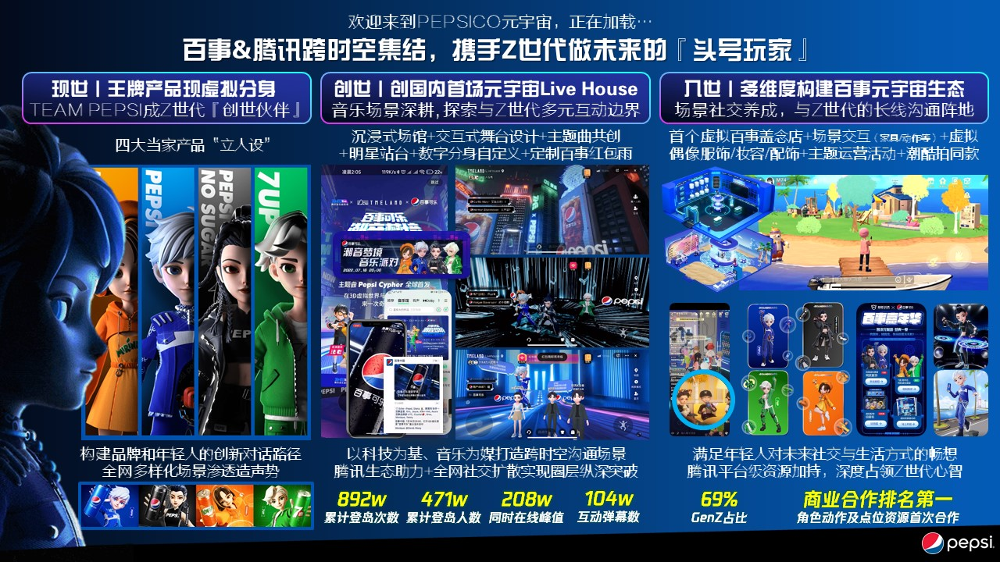 欢迎来到PEPSICO元宇宙，正在加载…
百事&腾讯跨时空集结，携手Z世代做未来的『头号玩家』
现世丨王牌产品现虚拟分身
TEAM PEPSI成Z世代『创世伙伴』
四大当家产品“立人设”
PEPSI
PEPSI
NO SUGAR
7UP
构建品牌和年轻人的创新对话路径
全网多样化场景渗透造声势
创世丨创国内首场元宇宙Live House
音乐场景深耕,探索与Z世代多元互动边界
沉浸式场馆+交互式舞台设计+主题曲共创
+明星站台+数字分身自定义+定制百事红包雨
凌晨2:05
TMELAND
百事可乐
潮音梦境
音乐派对
主题曲 Pepsi Cypher 全球首发
TMELAND
pepsi
pepsi
TMELAND
百事可乐
以科技为基、音乐为媒打造跨时空沟通场景
腾讯生态助力+全网社交扩散实现圈层纵深突破
892w
累计登岛次数
471w
累计登岛人数
208w
同时在线峰值
104w
互动弹幕数
入世丨多维度构建百事元宇宙生态
场景社交养成，与Z世代的长线沟通阵地
首个虚拟百事盖念店+场景交互（家具/动作等）+虚拟
偶像服饰/妆容/配饰+主题运营活动+潮酷拍同款
满足年轻人对未来社交与生活方式的畅想
腾讯平台级资源加持，深度占领Z世代心智
69%
GenZ占比
商业合作排名第一
角色动作及点位资源首次合作
pepsi